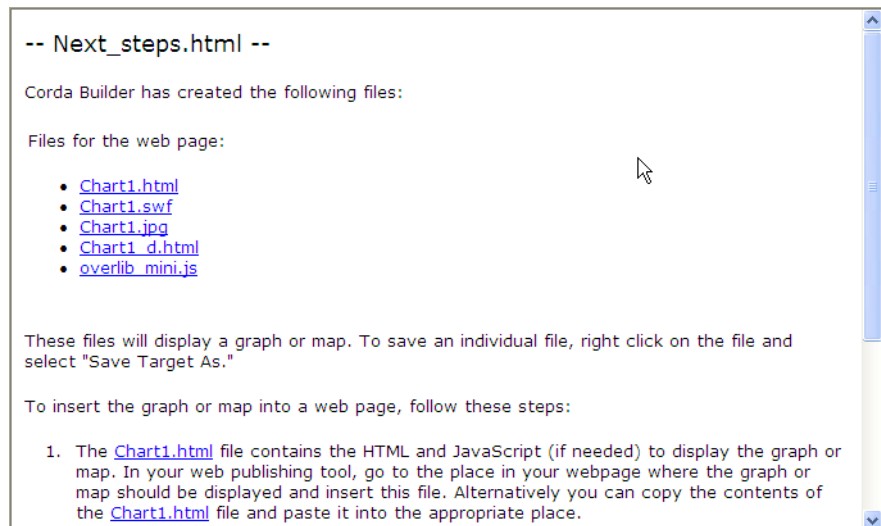 -- Next_steps.html --
Corda Builder has created the following files:
Files for the web page:
• Chart1.html
• Chart1.swf
• Chart1.jpg
• Chart1_d.html
• overlib_mini.js
These files will display a graph or map. To save an individual file, right click on the file and
select "Save Target As."
To insert the graph or map into a web page, follow these steps:
1. The Chart1.html file contains the HTML and JavaScript (if needed) to display the graph or
map. In your web publishing tool, go to the place in your webpage where the graph or
map should be displayed and insert this file. Alternatively you can copy the contents of
the Chart1.html file and paste it into the appropriate place.